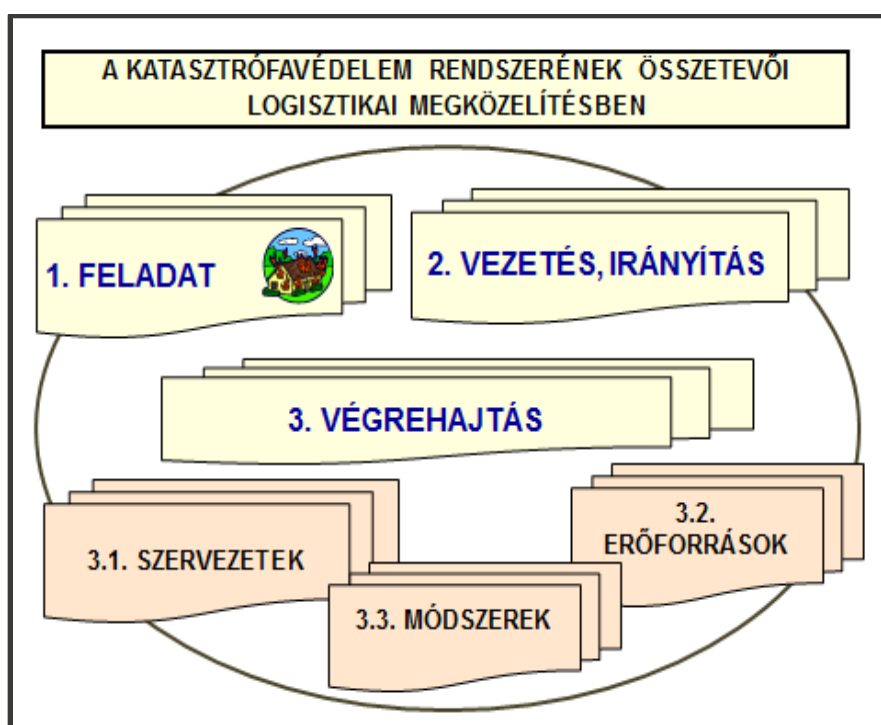 A KATASZTRÓFAVÉDELEM RENDSZERÉNEK ÖSSZETEVŐI
LOGISZTIKAI MEGKÖZELÍTÉSBEN
1. FELADAT
2. VEZETÉS, IRÁNYÍTÁS
3. VÉGREHAJTÁS
3.1. SZERVEZETEK
3.2.
ERŐFORRÁSOK
3.3. MÓDSZEREK